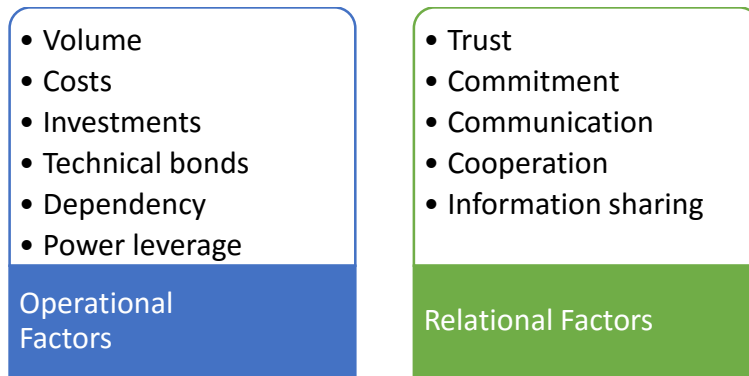 • Volume
• Costs
• Investments
• Technical bonds
• Dependency
• Power leverage
Operational
Factors
• Trust
• Commitment
• Communication
• Cooperation
• Information sharing
Relational Factors